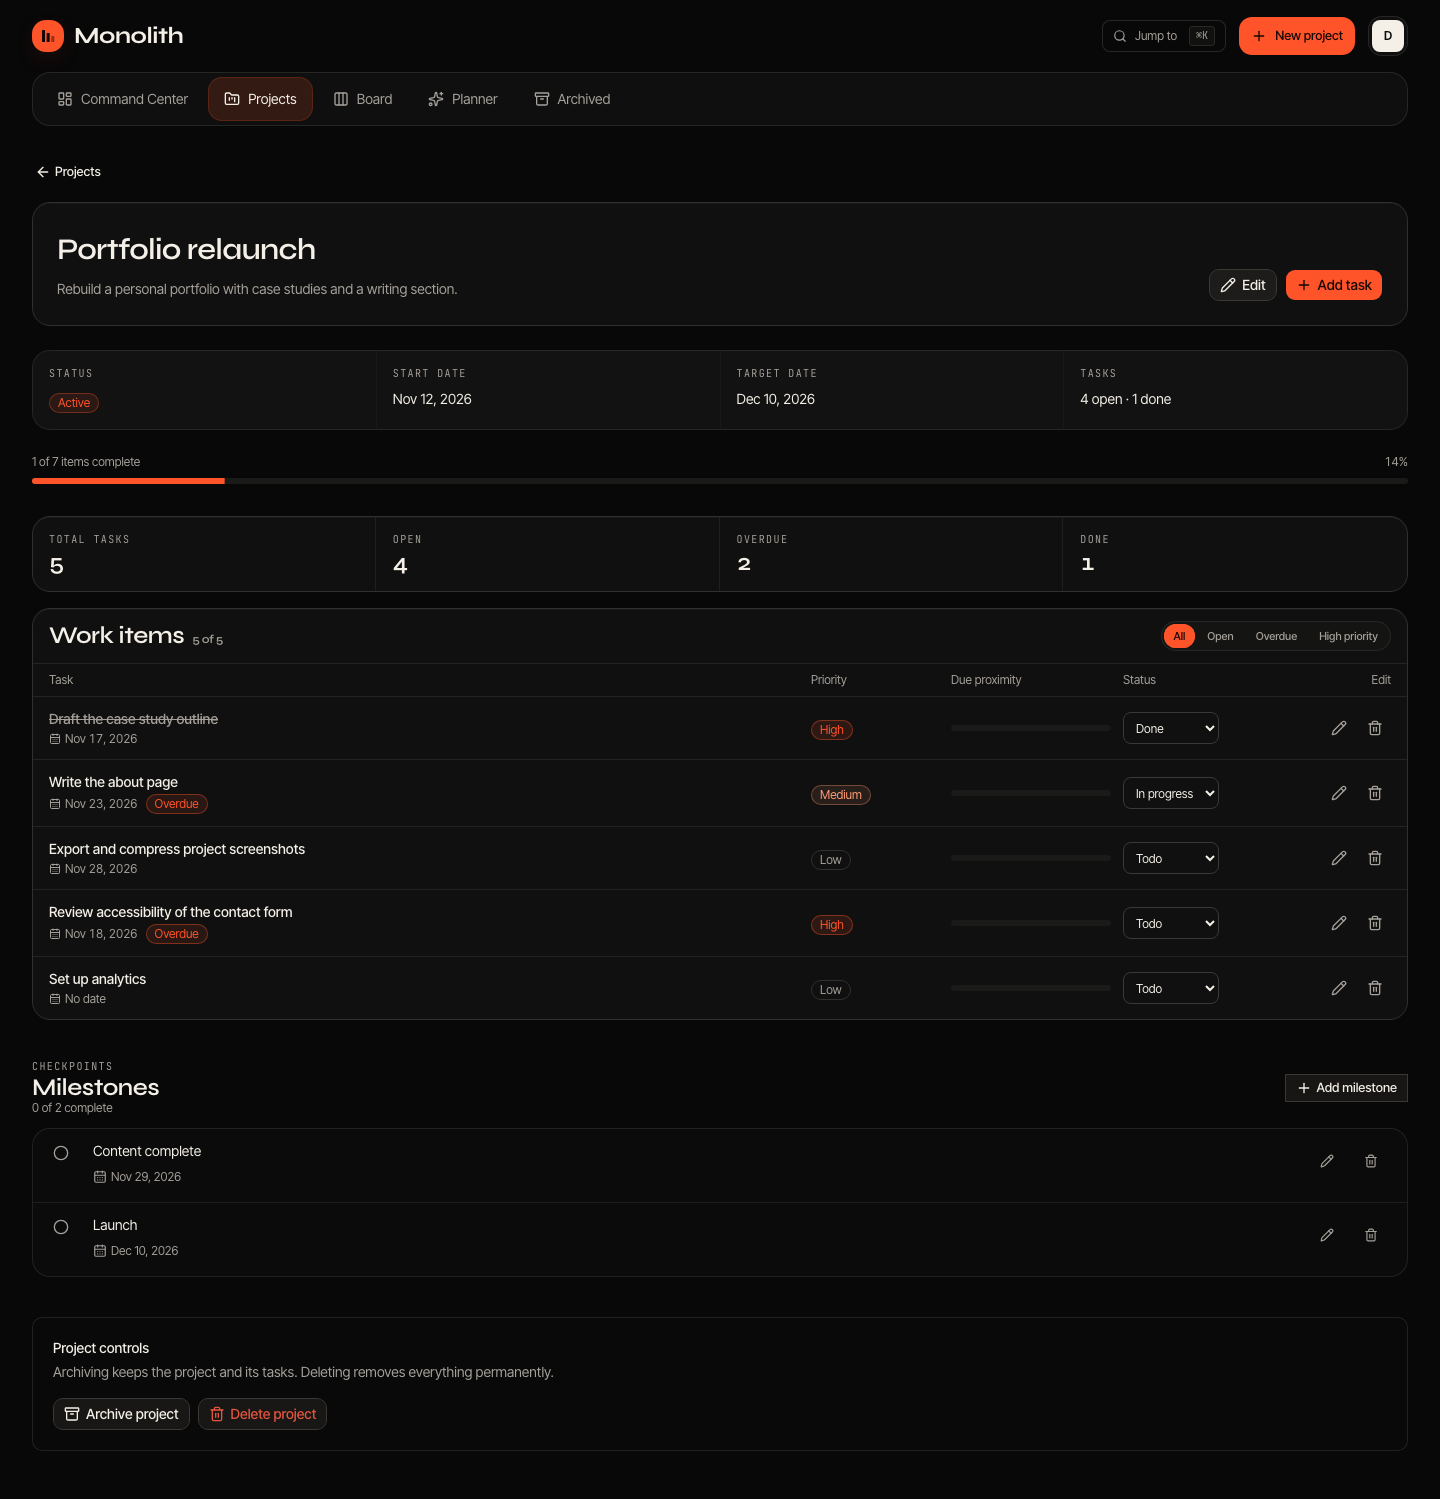 Monolith
Jump to ⌘K
New project
D
Command Center
Projects
Board
Planner
Archived
Projects
Portfolio relaunch
Rebuild a personal portfolio with case studies and a writing section.
Edit
Add task
STATUS
Active
START DATE
Nov 12, 2026
TARGET DATE
Dec 10, 2026
TASKS
4 open · 1 done
1 of 7 items complete
14%
TOTAL TASKS
5
OPEN
4
OVERDUE
2
DONE
1
Work items 5 of 5
All
Open
Overdue
High priority
Task
Priority
Due proximity
Status
Edit
Draft the case study outline
Nov 17, 2026
High
Done
Write the about page
Nov 23, 2026 Overdue
Medium
In progress
Export and compress project screenshots
Nov 28, 2026
Low
Todo
Review accessibility of the contact form
Nov 18, 2026 Overdue
High
Todo
Set up analytics
No date
Low
Todo
CHECKPOINTS
Milestones
0 of 2 complete
Add milestone
Content complete
Nov 29, 2026
Launch
Dec 10, 2026
Project controls
Archiving keeps the project and its tasks. Deleting removes everything permanently.
Archive project
Delete project